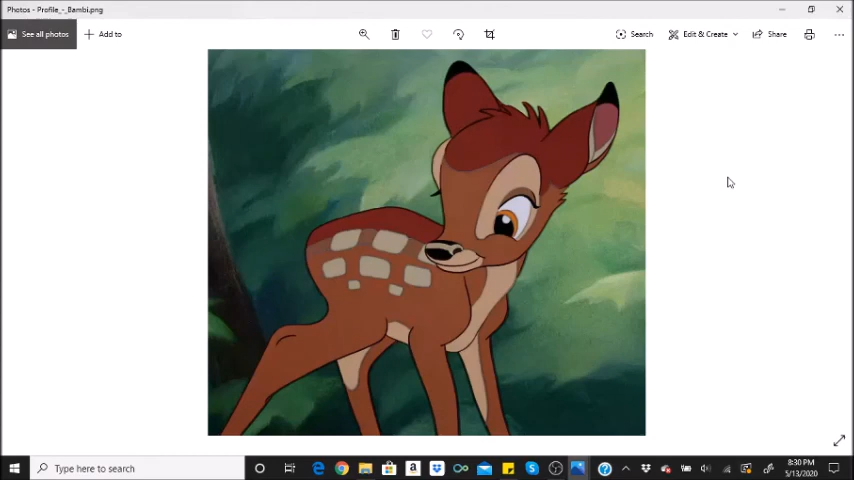 Photos - Profile_-_Bambi.png
See all photos
Add to
Search
Edit & Create
Share
Type here to search
8:30 PM
5/13/2020